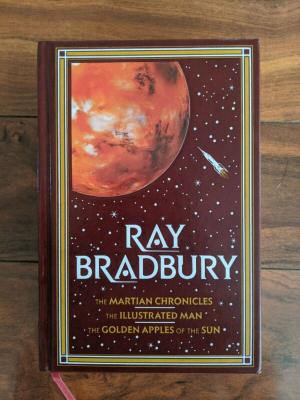 RAY
BRADBURY
THE MARTIAN CHRONICLES
THE ILLUSTRATED MAN
THE GOLDEN APPLES OF THE SUN